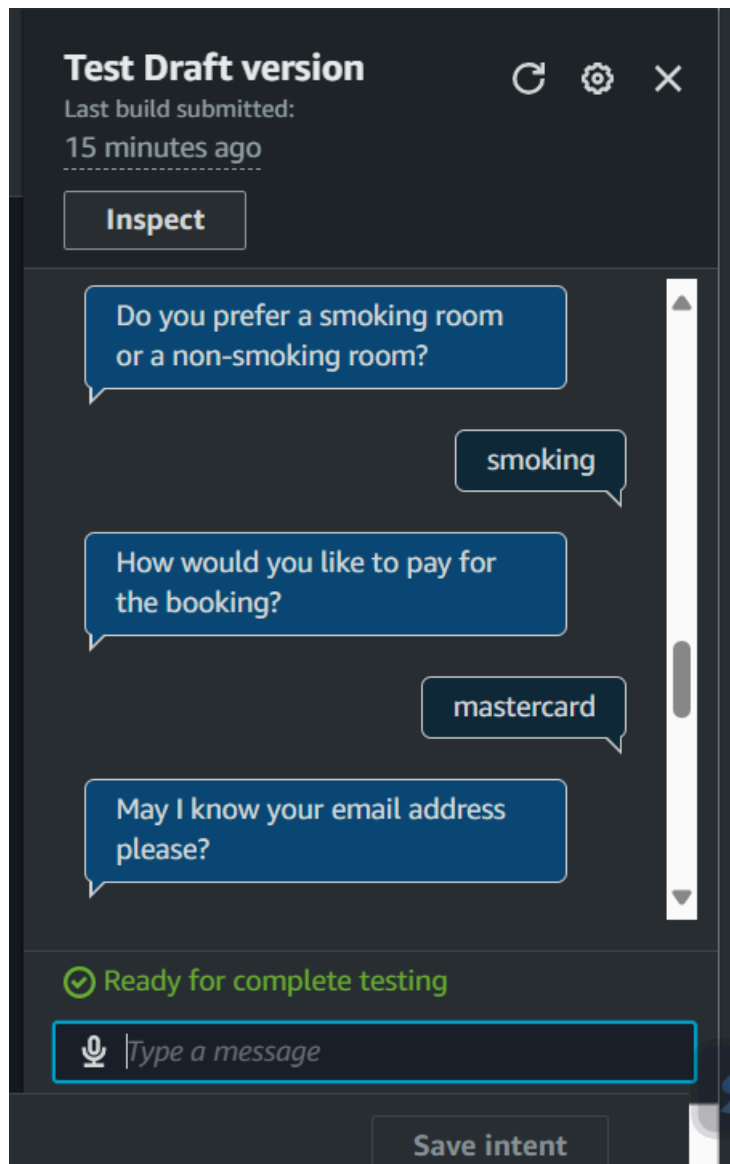 Test Draft version
Last build submitted:
15 minutes ago
Inspect
Do you prefer a smoking room
or a non-smoking room?
smoking
How would you like to pay for
the booking?
mastercard
May I know your email address
please?
Ready for complete testing
Type a message
Save intent